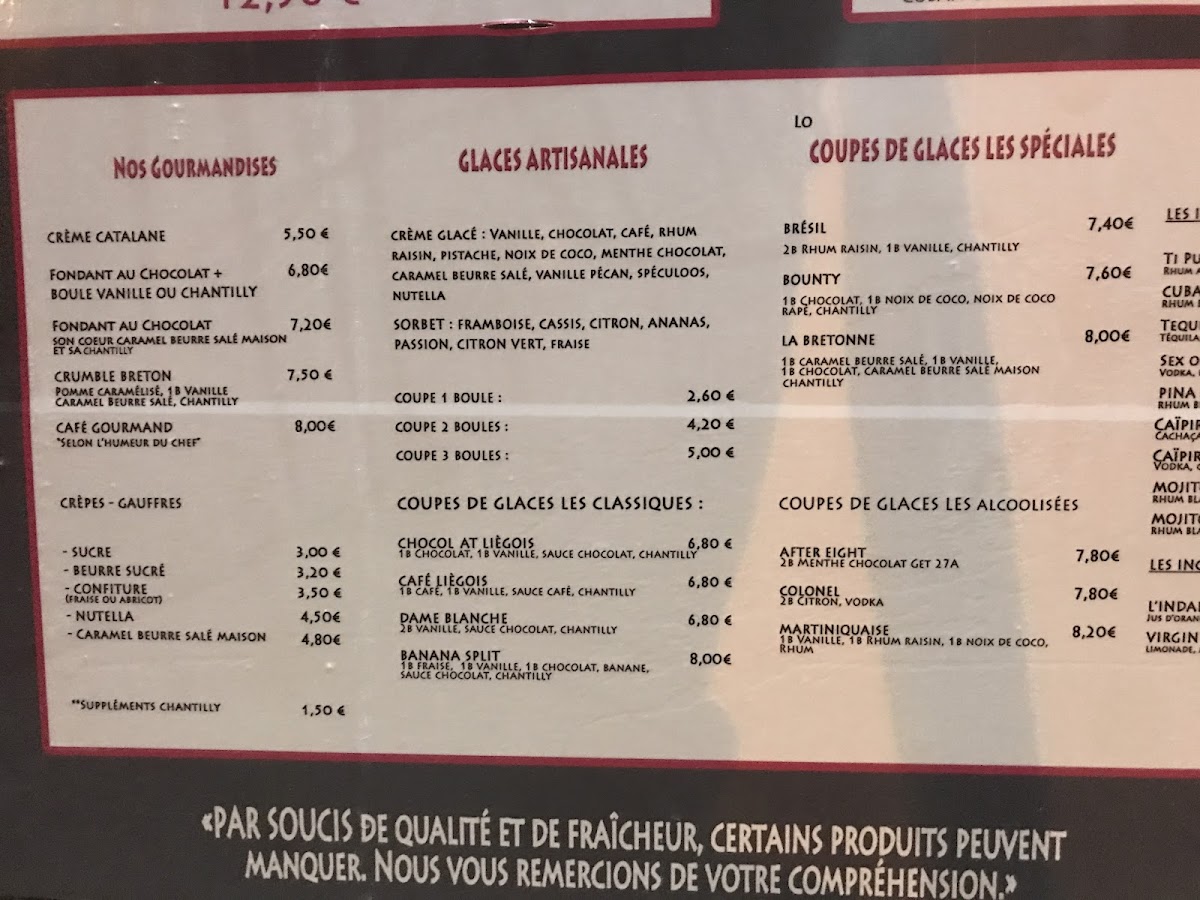 12,90 €
Nos Gourmandises
CRÈME CATALANE 5,50 €
FONDANT AU CHOCOLAT + 6,80€
BOULE VANILLE OU CHANTILLY
FONDANT AU CHOCOLAT 7,20€
SON COEUR CARAMEL BEURRE SALÉ MAISON
ET SA CHANTILLY
CRUMBLE BRETON 7,50 €
POMME CARAMÉLISÉ, 1B VANILLE
CARAMEL BEURRE SALÉ, CHANTILLY
CAFÉ GOURMAND 8,00€
"SELON L'HUMEUR DU CHEF"
CRÈPES - GAUFFRES
- SUCRE 3,00 €
- BEURRE SUCRÉ 3,20 €
- CONFITURE 3,50 €
(FRAISE OU ABRICOT)
- NUTELLA 4,50€
- CARAMEL BEURRE SALÉ MAISON 4,80€
**SUPPLÉMENTS CHANTILLY 1,50 €
GLACES ARTISANALES
CRÈME GLACÉ : VANILLE, CHOCOLAT, CAFÉ, RHUM
RAISIN, PISTACHE, NOIX DE COCO, MENTHE CHOCOLAT,
CARAMEL BEURRE SALÉ, VANILLE PÉCAN, SPÉCULOOS,
NUTELLA
SORBET : FRAMBOISE, CASSIS, CITRON, ANANAS,
PASSION, CITRON VERT, FRAISE
COUPE 1 BOULE : 2,60 €
COUPE 2 BOULES : 4,20 €
COUPE 3 BOULES : 5,00 €
COUPES DE GLACES LES CLASSIQUES :
CHOCOL AT LIÈGOIS 6,80 €
1B CHOCOLAT, 1B VANILLE, SAUCE CHOCOLAT, CHANTILLY
CAFÉ LIÈGOIS 6,80 €
1B CAFÉ, 1B VANILLE, SAUCE CAFÉ, CHANTILLY
DAME BLANCHE 6,80 €
2B VANILLE, SAUCE CHOCOLAT, CHANTILLY
BANANA SPLIT 8,00€
1B FRAISE, 1B VANILLE, 1B CHOCOLAT, BANANE,
SAUCE CHOCOLAT, CHANTILLY
LO
COUPES DE GLACES LES SPÉCIALES
BRÉSIL 7,40€
2B RHUM RAISIN, 1B VANILLE, CHANTILLY
BOUNTY 7,60€
1B CHOCOLAT, 1B NOIX DE COCO, NOIX DE COCO
RAPÉ, CHANTILLY
LA BRETONNE 8,00€
1B CARAMEL BEURRE SALÉ, 1B VANILLE,
1B CHOCOLAT, CARAMEL BEURRE SALÉ MAISON
CHANTILLY
COUPES DE GLACES LES ALCOOLISÉES
AFTER EIGHT 7,80€
2B MENTHE CHOCOLAT GET 27A
COLONEL 7,80€
2B CITRON, VODKA
MARTINIQUAISE 8,20€
1B VANILLE, 1B RHUM RAISIN, 1B NOIX DE COCO,
RHUM
LES
TI
RHUM
RHUM
TÉQUILA
SEX
VODKA,
PINA
RHUM
VODKA,
RHUM
RHUM
LES
JUS
VIRGIN
LIMONADE,
«PAR SOUCIS DE QUALITÉ ET DE FRAÎCHEUR, CERTAINS PRODUITS PEUVENT
MANQUER. NOUS VOUS REMERCIONS DE VOTRE COMPRÉHENSION.»